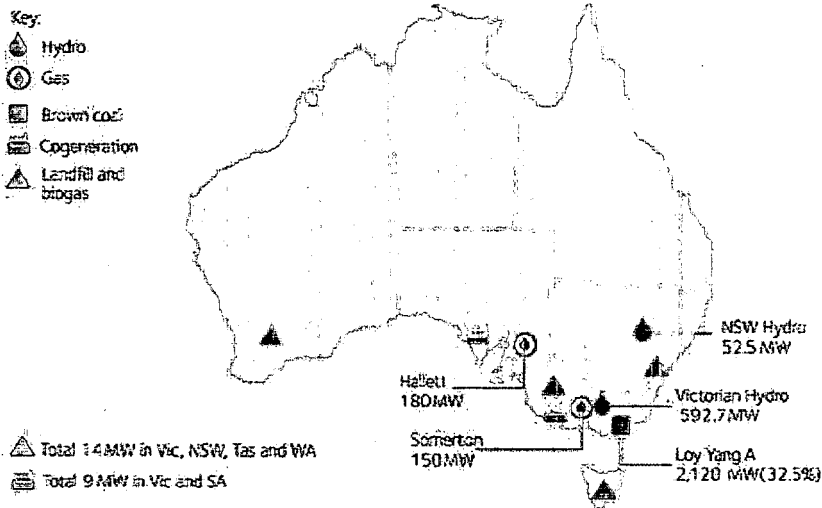 Key:
Hydro
Gas
Brown coal
Cogeneration
Landfill and
biogas
NSW Hydro
52.5 MW
Hallett
180 MW
Victorian Hydro
592.7 MW
Somerton
150 MW
Loy Yang A
2,120 MW (32.5%)
Total 14 MW in Vic, NSW, Tas and WA
Total 9 MW in Vic and SA